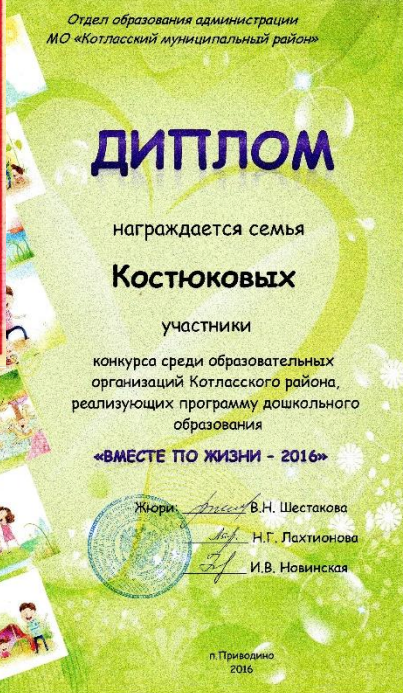 Отдел образования администрации
МО «Котласский муниципальный район»
ДИПЛОМ
награждается семья
Костюковых
участники
конкурса среди образовательных
организаций Котласского района,
реализующих программу дошкольного
образования
«ВМЕСТЕ ПО ЖИЗНИ – 2016»
Жюри: В.Н. Шестакова
Н.Г. Лахтионова
И.В. Новинская
п.Приводино
2016